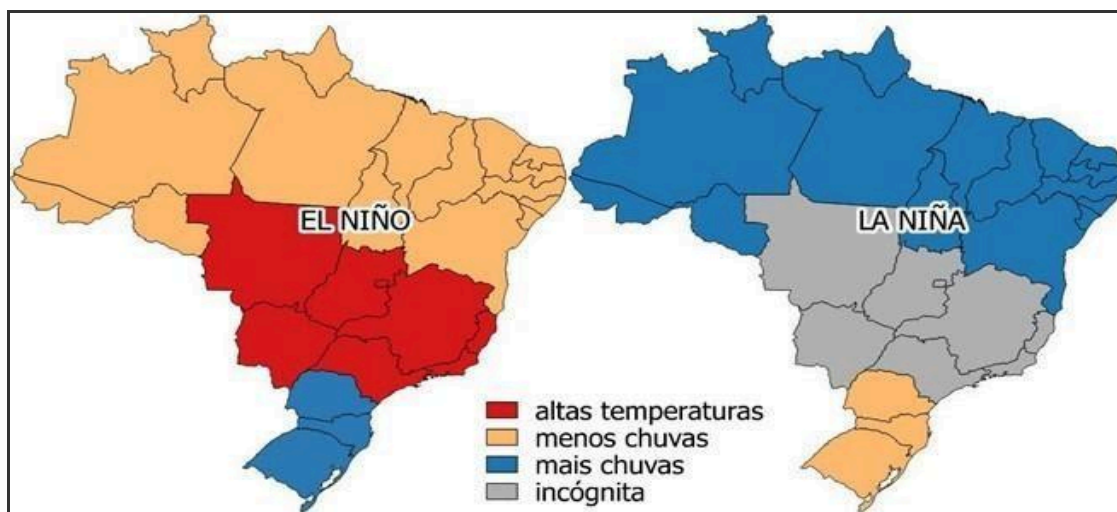 EL NIÑO
LA NIÑA
altas temperaturas
menos chuvas
mais chuvas
incógnita